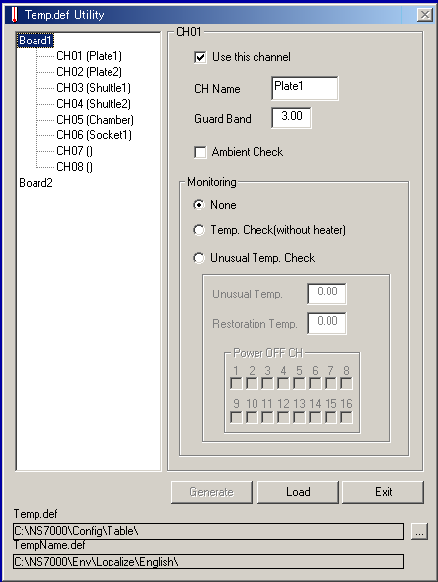 Temp.def Utility
Board1
CH01 (Plate1)
CH02 (Plate2)
CH03 (Shuttle1)
CH04 (Shuttle2)
CH05 (Chamber)
CH06 (Socket1)
CH07 ()
CH08 ()
Board2
CH01
Use this channel
CH Name Plate1
Guard Band 3.00
Ambient Check
Monitoring
None
Temp. Check(without heater)
Unusual Temp. Check
Unusual Temp. 0.00
Restoration Temp. 0.00
Power OFF CH
1 2 3 4 5 6 7 8
9 10 11 12 13 14 15 16
Generate Load Exit
Temp.def
C:\NS7000\Config\Table\ ...
TempName.def
C:\NS7000\Env\Localize\English\